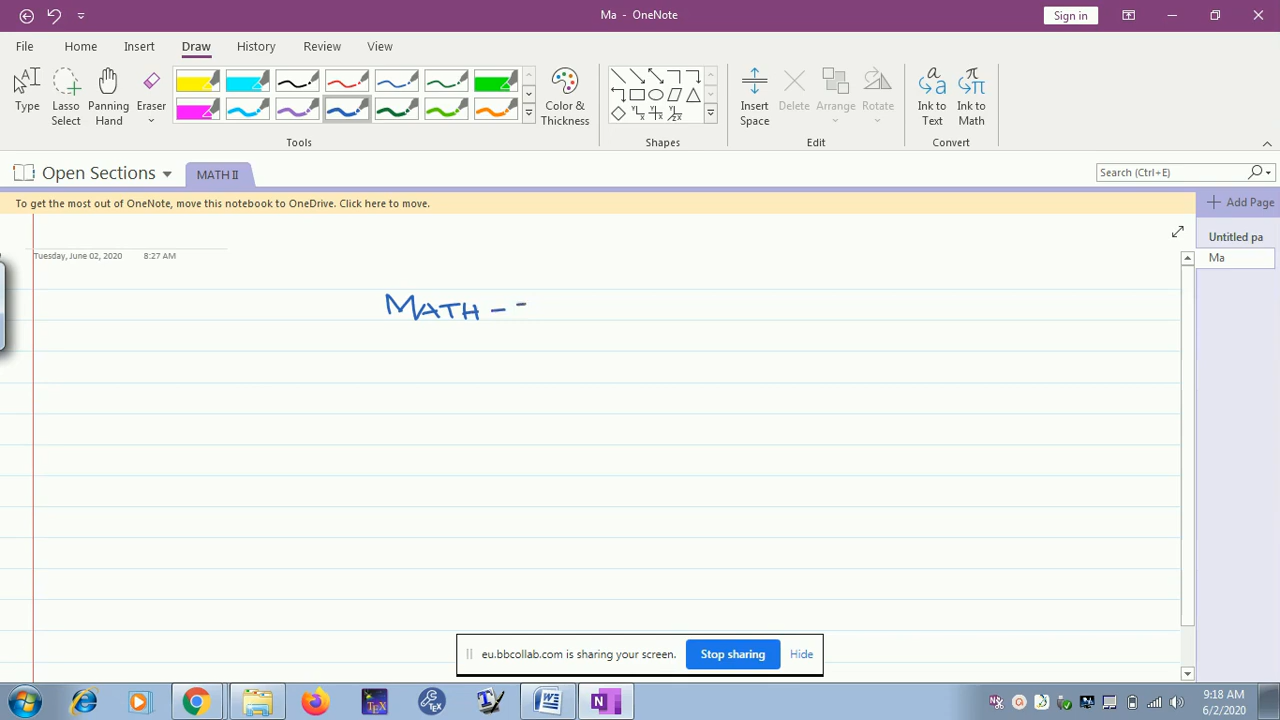 Ma - OneNote
Sign in
File Home Insert Draw History Review View
Type
Lasso Select
Panning Hand
Eraser
Color & Thickness
Insert Space
Delete
Arrange
Rotate
Ink to Text
Ink to Math
Tools
Shapes
Edit
Convert
Open Sections
MATH II
Search (Ctrl+E)
To get the most out of OneNote, move this notebook to OneDrive. Click here to move.
Add Page
Untitled pa
Ma
Tuesday, June 02, 2020 8:27 AM
MATH - -
eu.bbcollab.com is sharing your screen. Stop sharing Hide
9:18 AM
6/2/2020